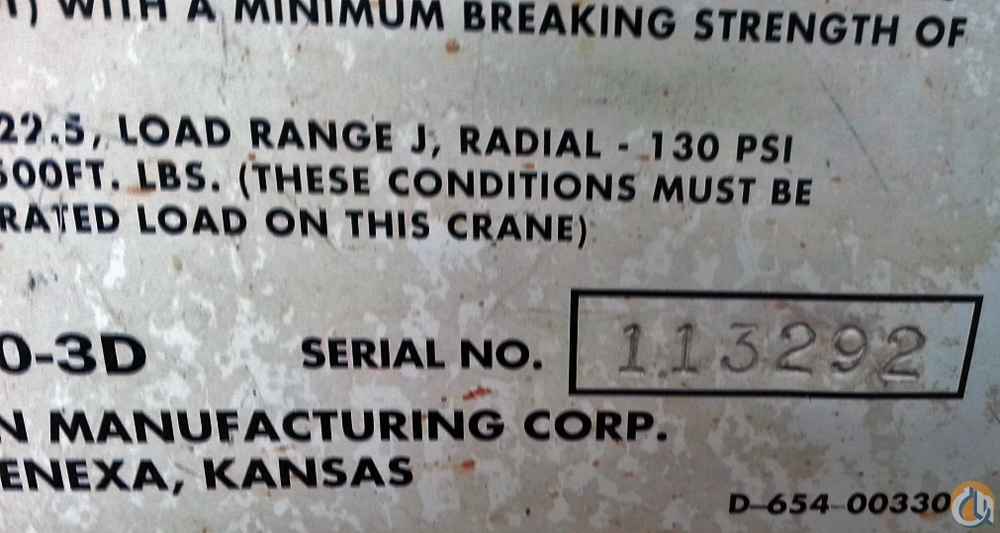 WITH A MINIMUM BREAKING STRENGTH OF
22.5, LOAD RANGE J, RADIAL - 130 PSI
500FT. LBS. (THESE CONDITIONS MUST BE
RATED LOAD ON THIS CRANE)
0-3D SERIAL NO. 113292
N MANUFACTURING CORP.
ENEXA, KANSAS
D-654-00330